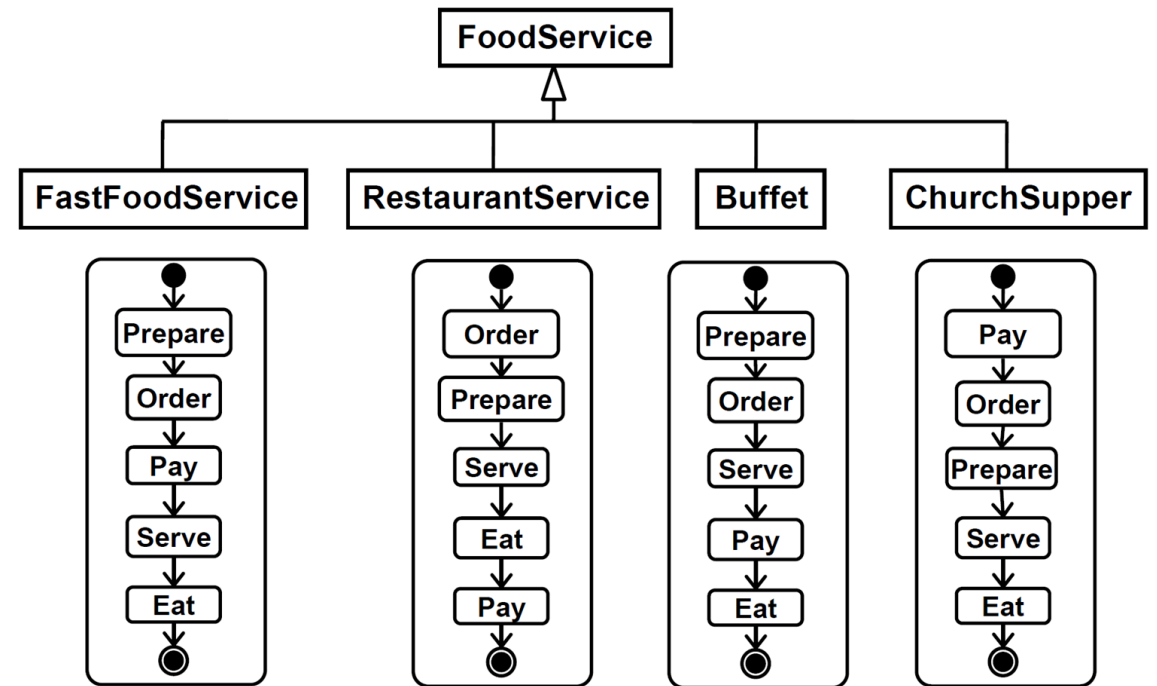 FoodService
FastFoodService
RestaurantService
Buffet
ChurchSupper
Prepare
Order
Pay
Serve
Eat
Order
Prepare
Serve
Eat
Pay
Prepare
Order
Serve
Pay
Eat
Pay
Order
Prepare
Serve
Eat